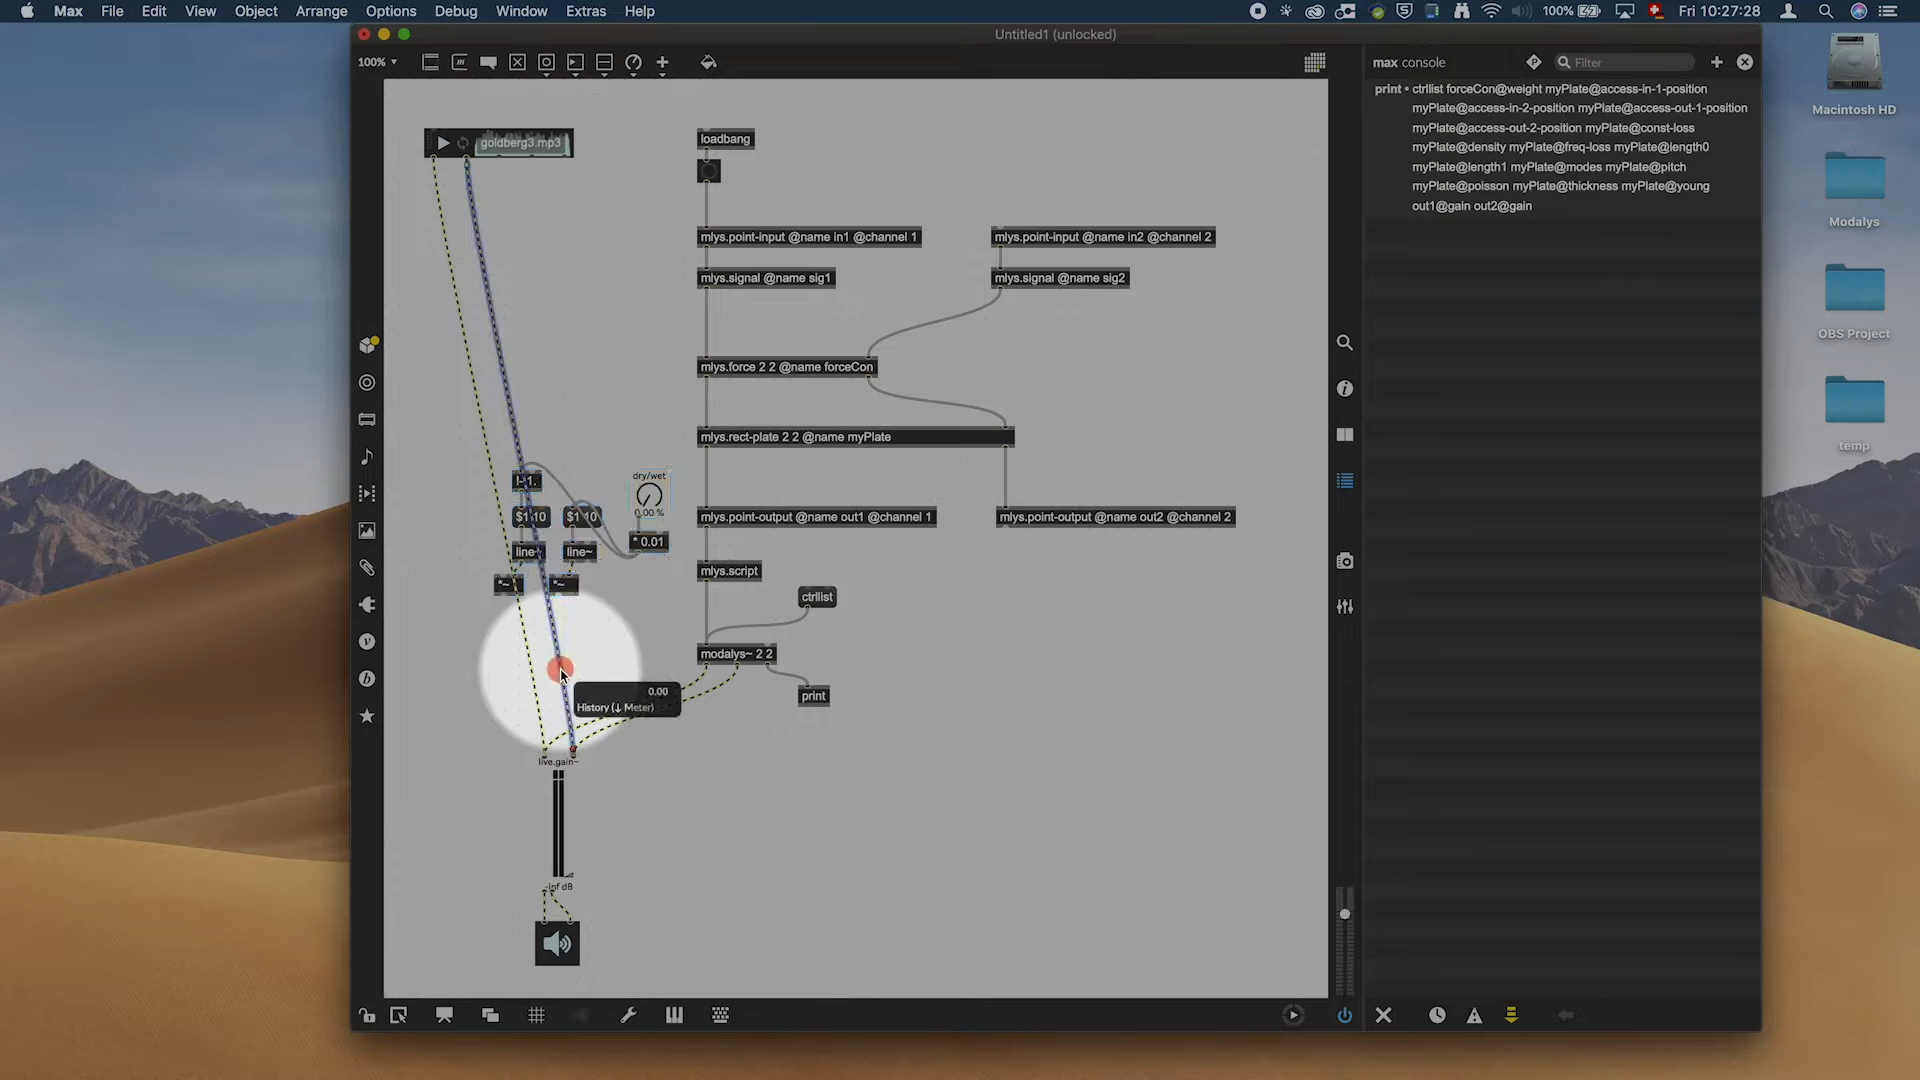 Max File Edit View Object Arrange Options Debug Window Extras Help
100% Fri 10:27:28
Untitled1 (unlocked)
100%
max console
Filter
print • ctrllist forceCon@weight myPlate@access-in-1-position
myPlate@access-in-2-position myPlate@access-out-1-position
myPlate@access-out-2-position myPlate@const-loss
myPlate@density myPlate@freq-loss myPlate@length0
myPlate@length1 myPlate@modes myPlate@pitch
myPlate@poisson myPlate@thickness myPlate@young
out1@gain out2@gain
Macintosh HD
Modalys
OBS Project
temp
goldberg3.mp3
loadbang
mlys.point-input @name in1 @channel 1
mlys.point-input @name in2 @channel 2
mlys.signal @name sig1
mlys.signal @name sig2
mlys.force 2 2 @name forceCon
mlys.rect-plate 2 2 @name myPlate
dry/wet
0.00 %
!- 1.
$1 10
$1 10
* 0.01
line~
line~
*~
*~
mlys.point-output @name out1 @channel 1
mlys.point-output @name out2 @channel 2
mlys.script
ctrllist
modalys~ 2 2
print
0.00
History (↓ Meter)
live.gain~
-inf dB